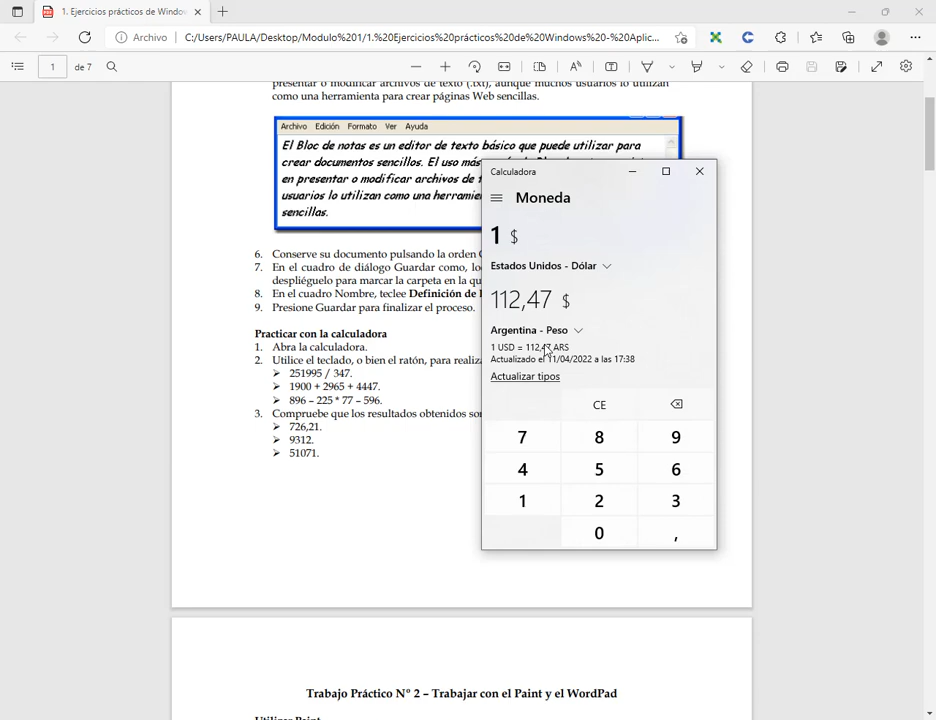 1. Ejercicios prácticos de Window
Archivo
C:/Users/PAULA/Desktop/Modulo%201/1.%20Ejercicios%20prácticos%20de%20Windows%20-%20Aplic...
1
de 7
presentar o modificar archivos de texto (.txt), aunque muchos usuarios lo utilizan
como una herramienta para crear páginas Web sencillas.
Archivo Edición Formato Ver Ayuda
El Bloc de notas es un editor de texto básico que puede utilizar para
crear documentos sencillos. El uso más
en presentar o modificar archivos de
usuarios lo utilizan como una
sencillas.
6. Conserve su documento pulsando la orden
7. En el cuadro de diálogo Guardar como,
despliéguelo para marcar la carpeta en la
8. En el cuadro Nombre, teclee Definición de
9. Presione Guardar para finalizar el proceso.
Practicar con la calculadora
1. Abra la calculadora.
2. Utilice el teclado, o bien el ratón, para
➢ 251995 / 347.
➢ 1900 + 2965 + 4447.
➢ 896 – 225 * 77 – 596.
3. Compruebe que los resultados obtenidos
➢ 726,21.
➢ 9312.
➢ 51071.
Calculadora
Moneda
1 $
Estados Unidos - Dólar
112,47 $
Argentina - Peso
1 USD = 112,47 ARS
Actualizado el 11/04/2022 a las 17:38
Actualizar tipos
CE
7 8 9
4 5 6
1 2 3
0 ,
Trabajo Práctico Nº 2 – Trabajar con el Paint y el WordPad
Utilizar Paint